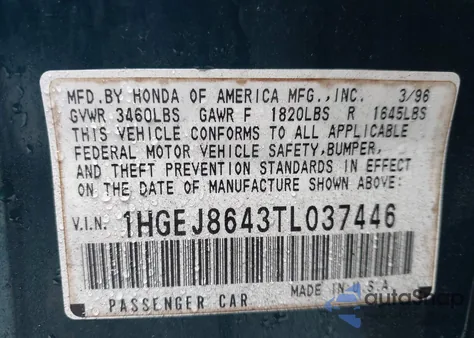 MFD.BY HONDA OF AMERICA MFG.,INC. 3/96
GVWR 3460LBS GAWR F 1820LBS R 1645LBS
THIS VEHICLE CONFORMS TO ALL APPLICABLE
FEDERAL MOTOR VEHICLE SAFETY,BUMPER,
AND THEFT PREVENTION STANDARDS IN EFFECT
ON THE DATE OF MANUFACTURE SHOWN ABOVE:
V.I.N. 1HGEJ8643TL037446
PASSENGER CAR MADE IN U.S.A.
autoSnap